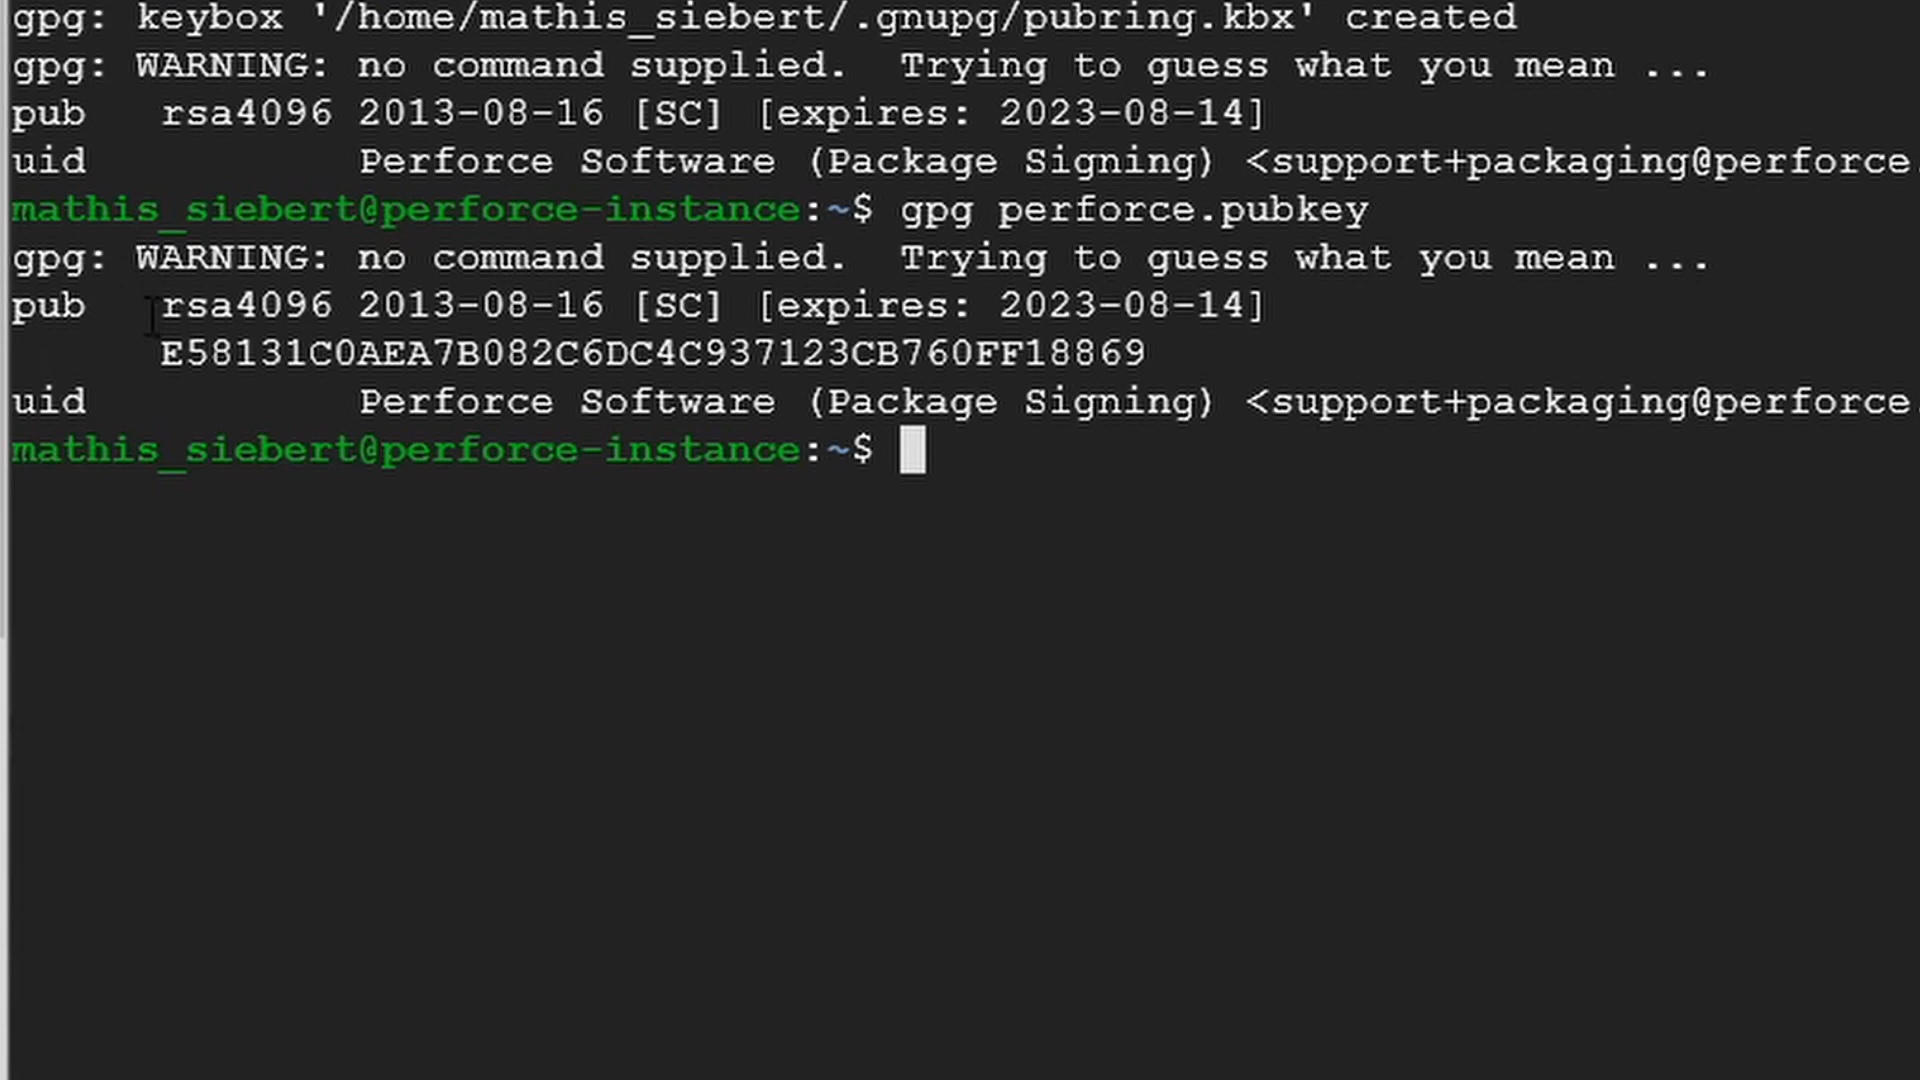 gpg: keybox '/home/mathis_siebert/.gnupg/pubring.kbx' created
gpg: WARNING: no command supplied.  Trying to guess what you mean ...
pub   rsa4096 2013-08-16 [SC] [expires: 2023-08-14]
uid           Perforce Software (Package Signing) <support+packaging@perforce.
mathis_siebert@perforce-instance:~$ gpg perforce.pubkey
gpg: WARNING: no command supplied.  Trying to guess what you mean ...
pub   rsa4096 2013-08-16 [SC] [expires: 2023-08-14]
      E58131C0AEA7B082C6DC4C937123CB760FF18869
uid           Perforce Software (Package Signing) <support+packaging@perforce.
mathis_siebert@perforce-instance:~$